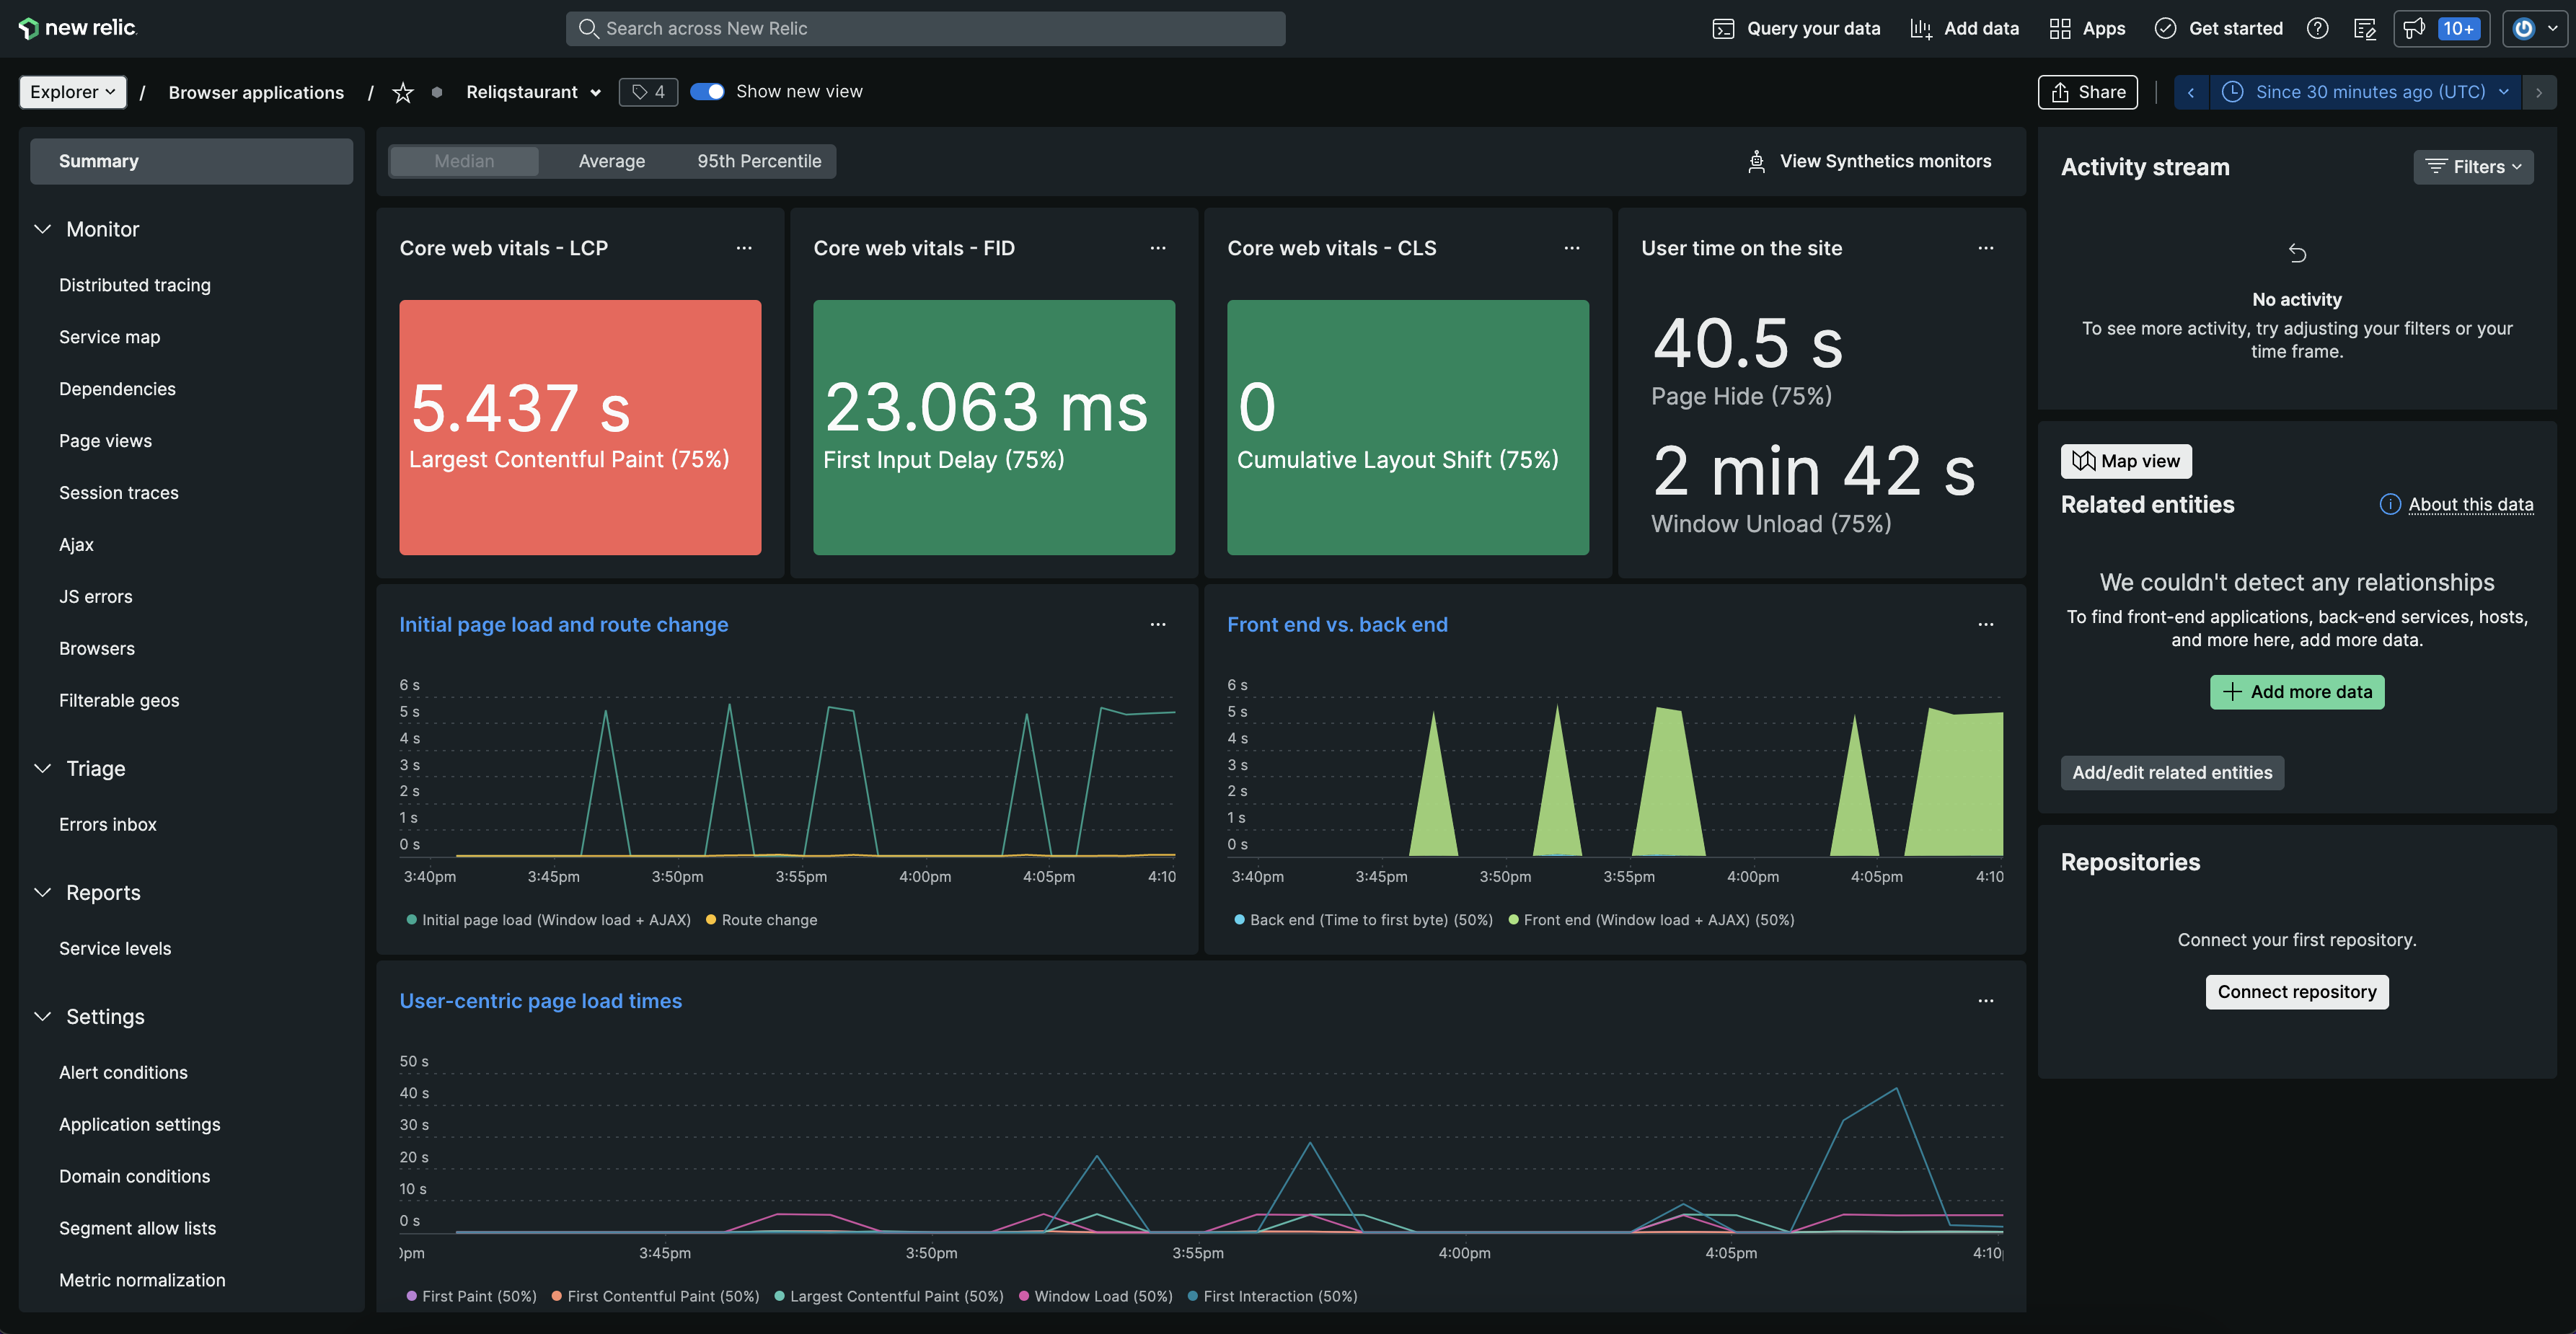 new relic
Search across New Relic
Query your data
Add data
Apps
Get started
10+
Explorer
/
Browser applications
/
Reliqstaurant
4
Show new view
Share
Since 30 minutes ago (UTC)
Summary
Monitor
Distributed tracing
Service map
Dependencies
Page views
Session traces
Ajax
JS errors
Browsers
Filterable geos
Triage
Errors inbox
Reports
Service levels
Settings
Alert conditions
Application settings
Domain conditions
Segment allow lists
Metric normalization
Median
Average
95th Percentile
View Synthetics monitors
Core web vitals - LCP
5.437 s
Largest Contentful Paint (75%)
Core web vitals - FID
23.063 ms
First Input Delay (75%)
Core web vitals - CLS
0
Cumulative Layout Shift (75%)
User time on the site
40.5 s
Page Hide (75%)
2 min 42 s
Window Unload (75%)
Initial page load and route change
6 s
5 s
4 s
3 s
2 s
1 s
0 s
3:40pm
3:45pm
3:50pm
3:55pm
4:00pm
4:05pm
4:10
Initial page load (Window load + AJAX)
Route change
Front end vs. back end
6 s
5 s
4 s
3 s
2 s
1 s
0 s
3:40pm
3:45pm
3:50pm
3:55pm
4:00pm
4:05pm
4:10
Back end (Time to first byte) (50%)
Front end (Window load + AJAX) (50%)
User-centric page load times
50 s
40 s
30 s
20 s
10 s
0 s
0pm
3:45pm
3:50pm
3:55pm
4:00pm
4:05pm
4:10
First Paint (50%)
First Contentful Paint (50%)
Largest Contentful Paint (50%)
Window Load (50%)
First Interaction (50%)
Activity stream
Filters
No activity
To see more activity, try adjusting your filters or your
time frame.
Map view
Related entities
About this data
We couldn't detect any relationships
To find front-end applications, back-end services, hosts,
and more here, add more data.
Add more data
Add/edit related entities
Repositories
Connect your first repository.
Connect repository